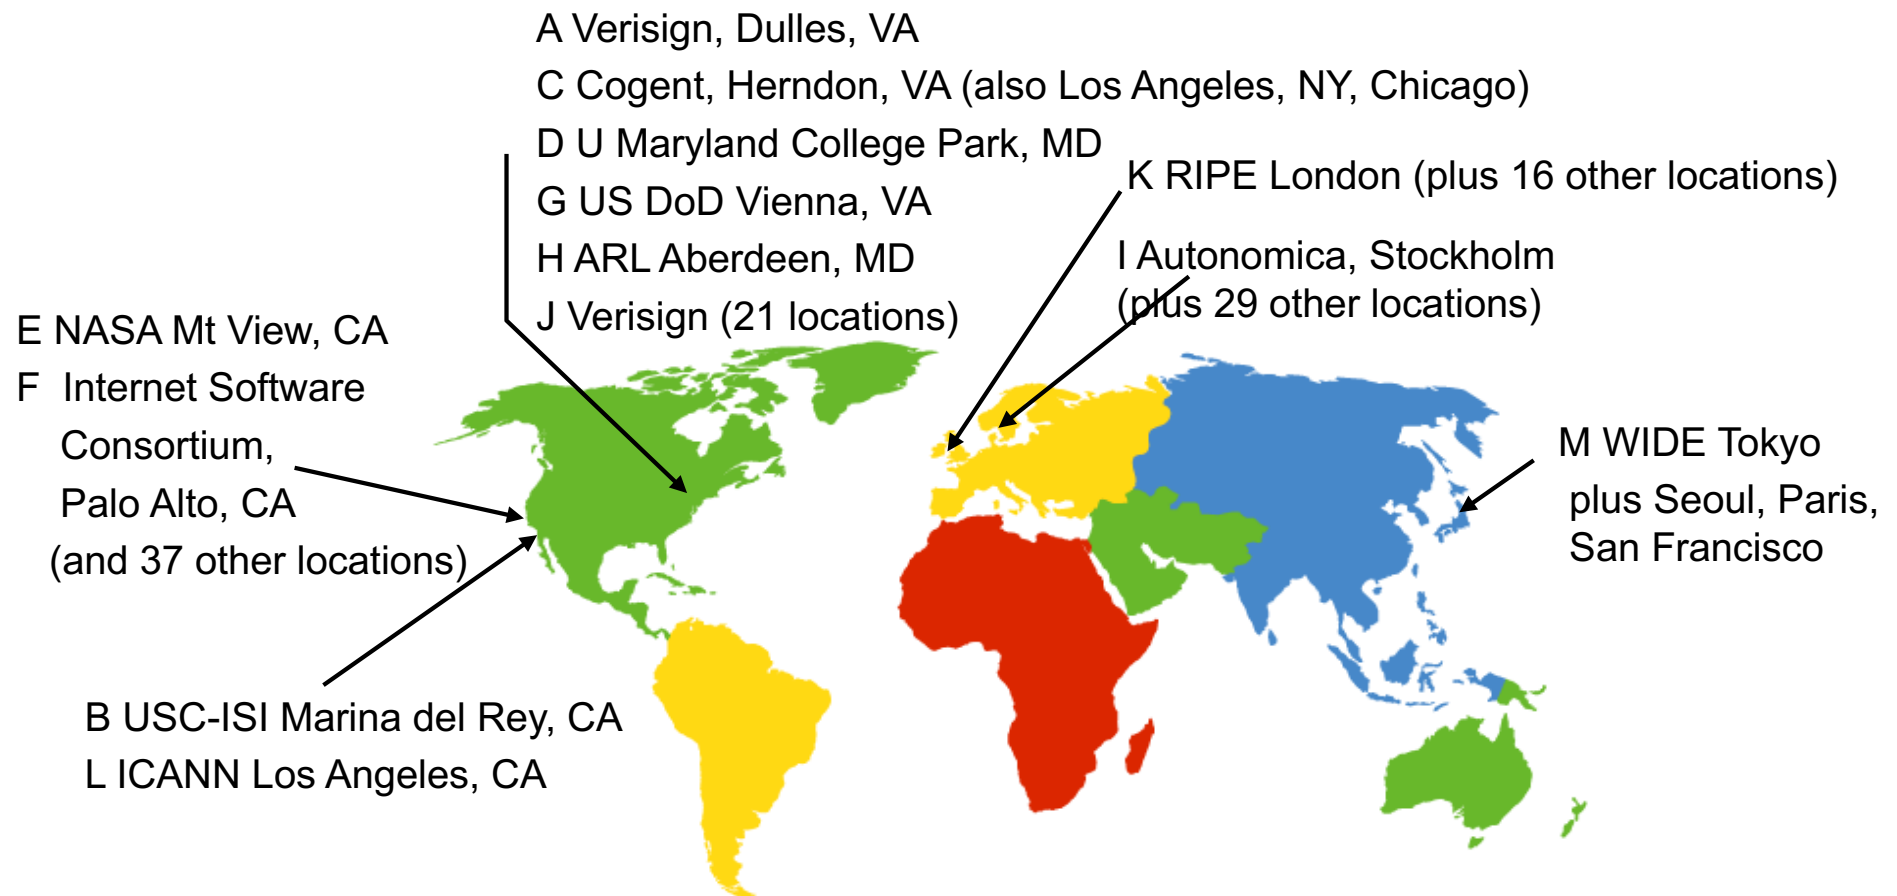 A Verisign, Dulles, VA
C Cogent, Herndon, VA (also Los Angeles, NY, Chicago)
D U Maryland College Park, MD
G US DoD Vienna, VA
H ARL Aberdeen, MD
J Verisign (21 locations)
K RIPE London (plus 16 other locations)
I Autonomica, Stockholm
(plus 29 other locations)
E NASA Mt View, CA
F Internet Software
Consortium,
Palo Alto, CA
(and 37 other locations)
M WIDE Tokyo
plus Seoul, Paris,
San Francisco
B USC-ISI Marina del Rey, CA
L ICANN Los Angeles, CA